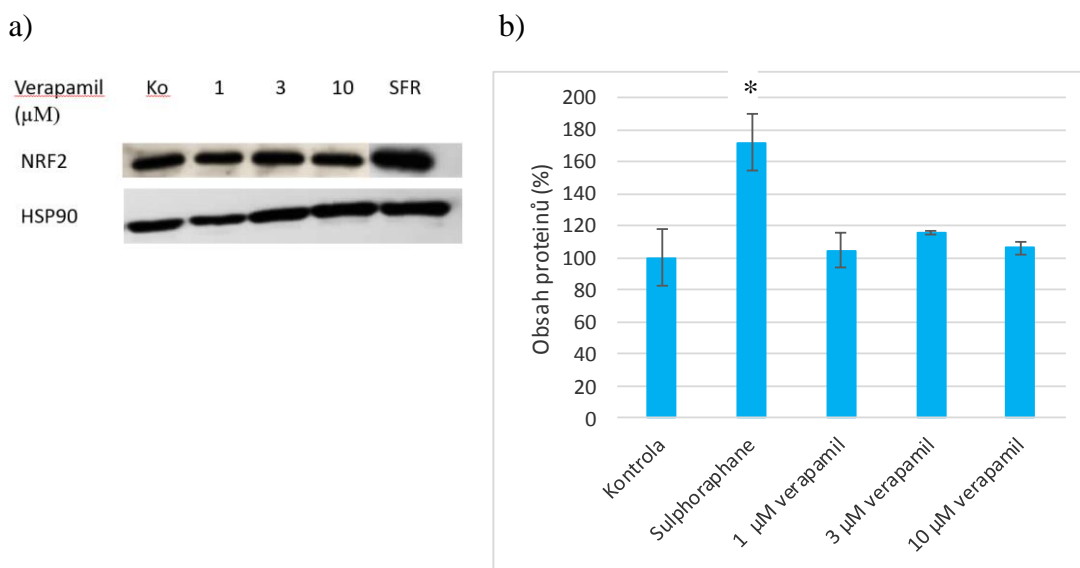 a)
Verapamil Ko 1 3 10 SFR
(μM)
NRF2
HSP90
b)
*
200
180
160
140
120
100
80
60
40
20
0
Obsah proteinů (%)
Kontrola
Sulphoraphane
1 μM verapamil
3 μM verapamil
10 μM verapamil